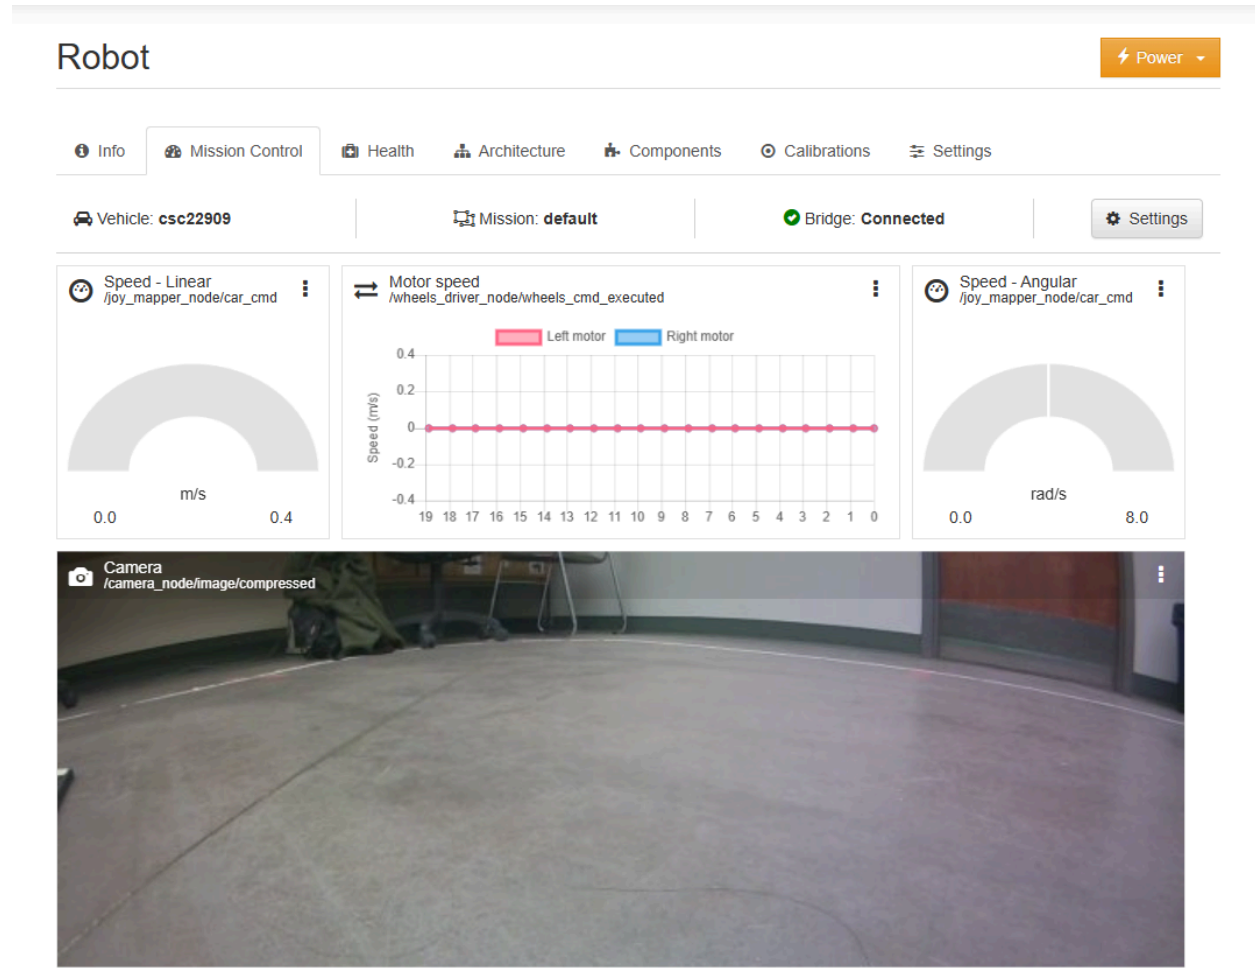 Robot
Power
Info
Mission Control
Health
Architecture
Components
Calibrations
Settings
Vehicle: csc22909
Mission: default
Bridge: Connected
Settings
Speed - Linear
/joy_mapper_node/car_cmd
m/s
0.0 0.4
Motor speed
/wheels_driver_node/wheels_cmd_executed
Left motor Right motor
Speed (m/s)
0.4
0.2
0
-0.2
-0.4
19 18 17 16 15 14 13 12 11 10 9 8 7 6 5 4 3 2 1 0
Speed - Angular
/joy_mapper_node/car_cmd
rad/s
0.0 8.0
Camera
/camera_node/image/compressed